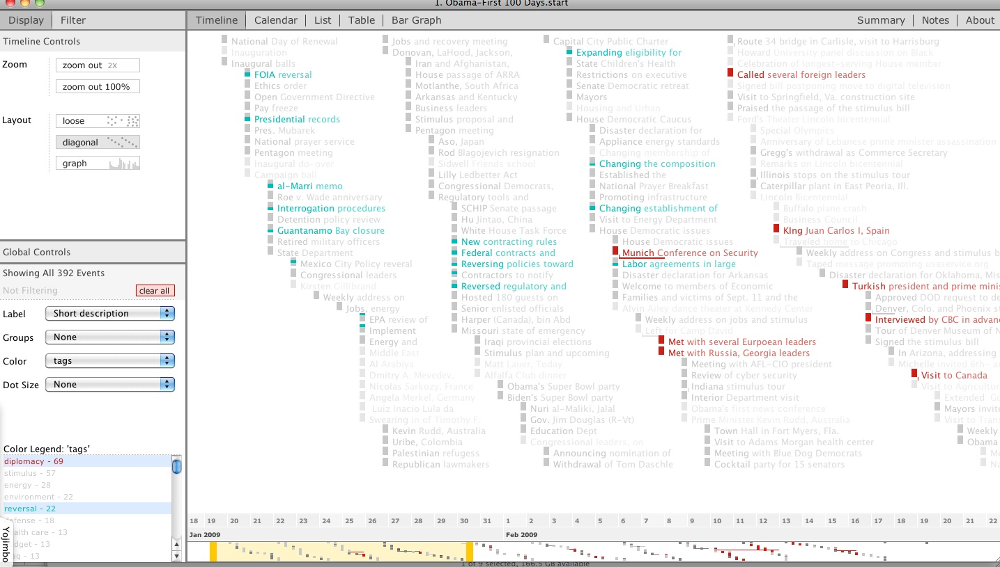 1. Obama-First 100 Days.start
Display
Filter
Timeline
Calendar
List
Table
Bar Graph
Summary
Notes
About
Timeline Controls
Zoom
zoom out 2X
zoom out 100%
Layout
loose
diagonal
graph
Global Controls
Showing All 392 Events
Not Filtering
clear all
Label
Short description
Groups
None
Color
tags
Dot Size
None
Color Legend: 'tags'
diplomacy - 69
stimulus - 57
energy - 28
environment - 22
reversal - 22
defense - 18
health care - 13
budget - 13
- 13
Yojimbo
National Day of Renewal
Inauguration
Inaugural balls
FOIA reversal
Ethics order
Open Government Directive
Pay freeze
Presidential records
Pres. Mubarek
National prayer service
Pentagon meeting
Inaugural do-over
Campaign ball
al-Marri memo
Roe v. Wade anniversary
Interrogation procedures
Detention policy review
Guantanamo Bay closure
Retired military officers
State Department
Mexico City Policy reveral
Congressional leaders
Kirsten Gillibrand
Weekly address on
Jobs, energy
EPA review of
Implement
Energy and
Middle East
Al Arabiya
Dmitry A. Mevedev,
Nicolas Sarkozy, France
Angela Merkel, Germany
Luiz Inacio Lula da
Swearing in of Timothy F.
Kevin Rudd, Australia
Uribe, Colombia
Palestinian refugess
Republican lawmakers
Jobs and recovery meeting
Donovan, LaHood, Jackson,
Iran and Afghanistan,
House passage of ARRA
Motlanthe, South Africa
Arkansas and Kentucky
Business leaders
Stimulus proposal and
Pentagon meeting
Aso, Japan
Rod Blagojevich resignation
Sidwell Friends school
Lilly Ledbetter Act
Congressional Democrats,
Regulatory tools and
SCHIP Senate passage
Hu Jintao, China
White House Task Force
New contracting rules
Federal contracts and
Reversing policies toward
Contractors to notify
Reversed regulatory and
Hosted 180 guests on
Senior enlisted officials
Harper (Canada), bin Abd
Missouri state of emergency
Iraqi provincial elections
Stimulus plan and upcoming
Matt Lauer, Today
Alfalfa Club dinner
Obama's Super Bowl party
Biden's Super Bowl party
Nuri al-Maliki, Jalal
Gov. Jim Douglas (R-Vt)
Education Dept
Congressional leaders, on
Announcing nomination of
Withdrawal of Tom Daschle
Capital City Public Charter
Expanding eligibility for
State Children's Health
Restrictions on executive
Senate Democratic retreat
Mayors
Housing and Urban
House Democratic Caucus
Disaster declaration for
Appliance energy standards
Changing membership of
Changing the composition
Established the
National Prayer Breakfast
Promoting infrastructure
Changing establishment of
Visit to Energy Department
House Democratic issues
House Democratic issues
Munich Conference on Security
Labor agreements in large
Disaster declaration for Arkansas
Welcome to members of Economic
Families and victims of Sept. 11 and the
Alvin Ailey dance theater at Kennedy Center
Weekly address on jobs and stimulus
Left for Camp David
Met with several Eurpoean leaders
Met with Russia, Georgia leaders
Meeting with AFL-CIO president
Review of cyber security
Indiana stimulus tour
Interior Department visit
Obama's first news conference
Prime Minister Kevin Rudd, Australia
Town Hall in Fort Myers, Fla.
Visit to Adams Morgan health center
Meeting with Blue Dog Democrats
Cocktail party for 15 senators
Route 34 bridge in Carlisle, visit to Harrisburg
Howard University panel discussion on Black
Celebration of longest-serving House member
Called several foreign leaders
Signed bill postponing move to digital television
Visit to Springfield, Va. construction site
Praised the passage of the stimulus bill
Ford's Theater Lincoln bicentennial
Special Olympics
Anniversary of Lebanese prime minister assassination
Gregg's withdrawal as Commerce Secretary
Remarks on Lincoln bicentennial
Illinois stops on the stimulus tour
Caterpillar plant in East Peoria, Ill.
Lincoln Bicentennial
Buffalo plane crash
Business Council
KIng Juan Carlos I, Spain
Traveled home to Chicago
Weekly address on Congress and stimulus b
Taped message promoting usaservice.org
Disaster declaration for Oklahoma, Mis
Turkish president and prime minis
Approved DOD request to de
Denver, Colo. and Phoenix st
Interviewed by CBC in advanc
Tour of Denver Museum of N
Signed the stimulus bill
In Arizona, addressing
Michelle invited 6th- a
Visit to Canada
Visit to Agricultur
Extended Gu
Mayors invite
Visit to Trans
Weekly
Obama
18 19 20 21 22 23 24 25 26 27 28 29 30 31 1 2 3 4 5 6 7 8 9 10 11 12 13 14 15 16 17 18 19 20 21 22
Jan 2009
Feb 2009
1 of 9 selected, 166.5 GB available